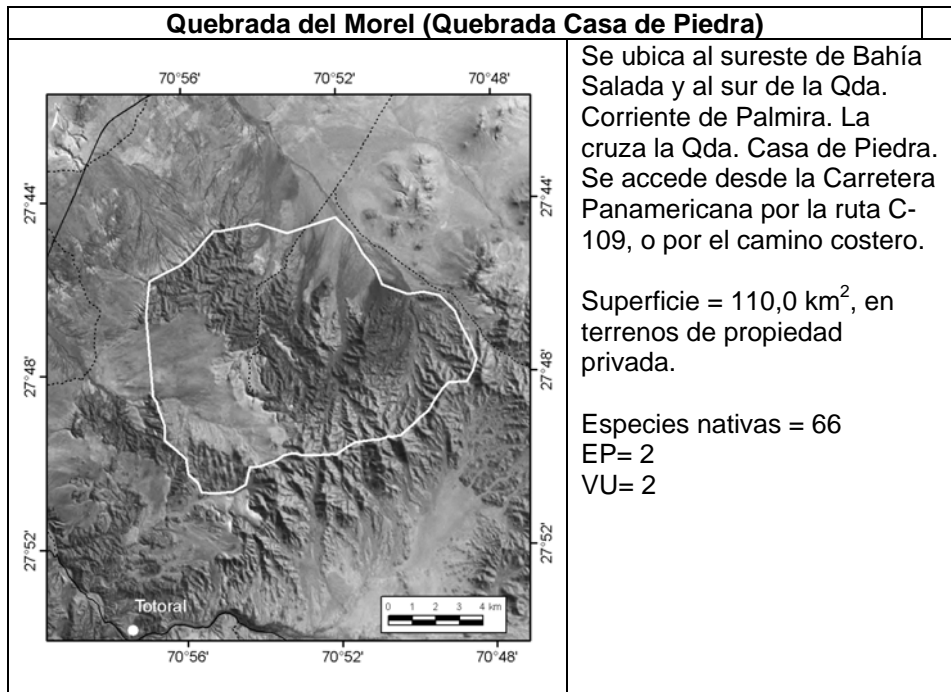 Quebrada del Morel (Quebrada Casa de Piedra)
70°56' 70°52' 70°48'
27°44' 27°44'
27°48' 27°48'
27°52' 27°52'
Totoral
0 1 2 3 4 km
70°56' 70°52' 70°48'
Se ubica al sureste de Bahía
Salada y al sur de la Qda.
Corriente de Palmira. La
cruza la Qda. Casa de Piedra.
Se accede desde la Carretera
Panamericana por la ruta C-
109, o por el camino costero.
Superficie = 110,0 km², en
terrenos de propiedad
privada.
Especies nativas = 66
EP= 2
VU= 2